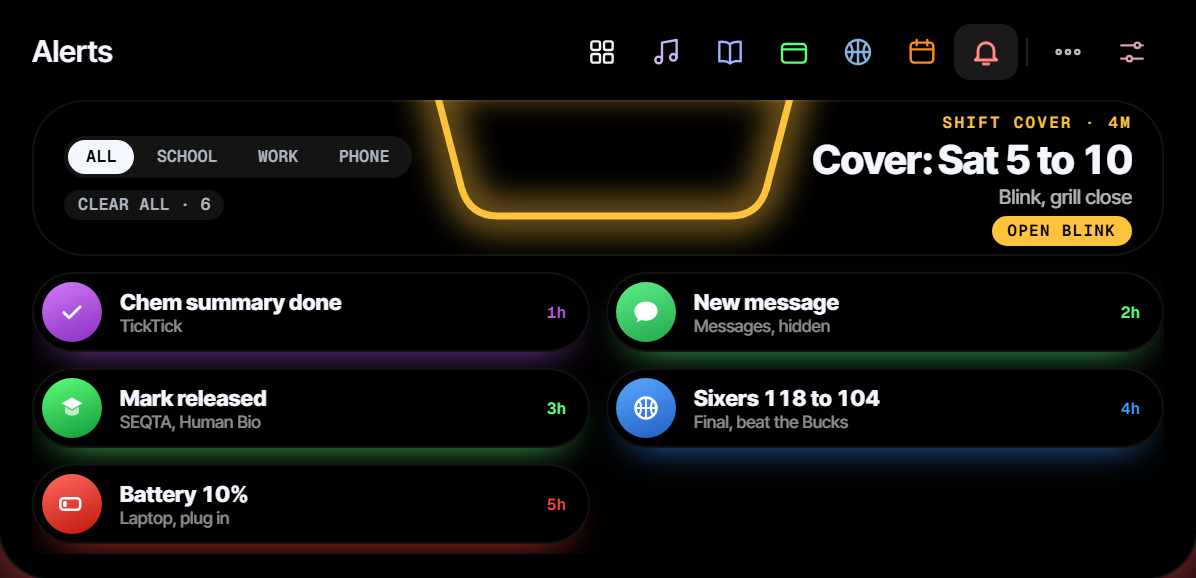 Alerts
ALL SCHOOL WORK PHONE
CLEAR ALL · 6
SHIFT COVER · 4M
Cover: Sat 5 to 10
Blink, grill close
OPEN BLINK
Chem summary done
TickTick
1h
New message
Messages, hidden
2h
Mark released
SEQTA, Human Bio
3h
Sixers 118 to 104
Final, beat the Bucks
4h
Battery 10%
Laptop, plug in
5h